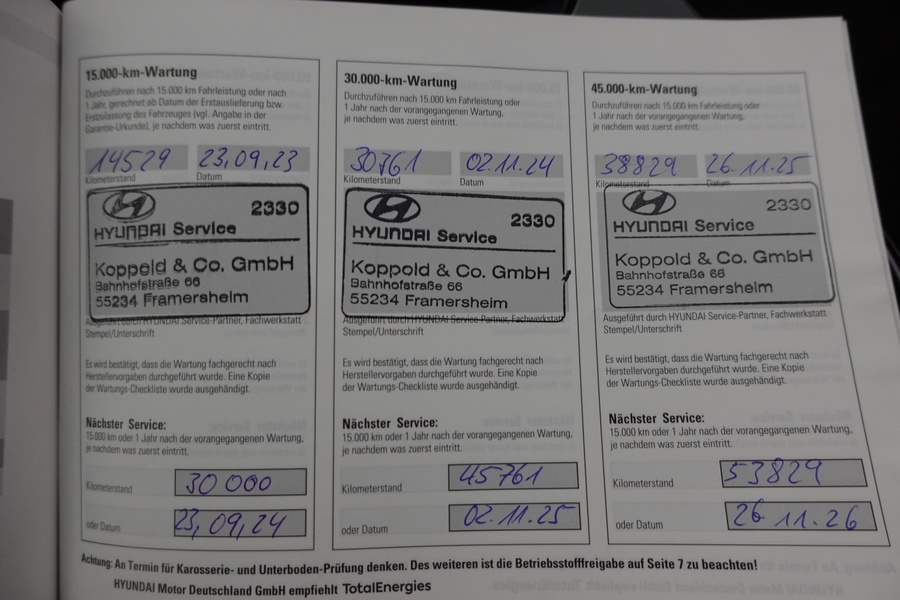 15.000-km-Wartung
Durchzuführen nach 15.000 km Fahrleistung oder nach
1 Jahr, gerechnet ab Datum der Erstauslieferung bzw.
Erstzulassung des Fahrzeuges (vgl. Angabe in der
Garantie-Urkunde), je nachdem was zuerst eintritt.
14529 23.09.23
Kilometerstand Datum
2330
HYUNDAI Service
Koppold & Co. GmbH
Bahnhofstraße 66
55234 Framersheim
Ausgeführt durch HYUNDAI Service-Partner, Fachwerkstatt
Stempel/Unterschrift
Es wird bestätigt, dass die Wartung fachgerecht nach
Herstellervorgaben durchgeführt wurde. Eine Kopie
der Wartungs-Checkliste wurde ausgehändigt.
Nächster Service:
15.000 km oder 1 Jahr nach vorangegangener Wartung,
je nachdem was zuerst eintritt.
Kilometerstand 30000
oder Datum 23.09.24
30.000-km-Wartung
Durchzuführen nach 15.000 km Fahrleistung oder
1 Jahr nach der vorangegangenen Wartung,
je nachdem was zuerst eintritt.
30761 02.11.24
Kilometerstand Datum
2330
HYUNDAI Service
Koppold & Co. GmbH
Bahnhofstraße 66
55234 Framersheim
Ausgeführt durch HYUNDAI Service-Partner, Fachwerkstatt
Stempel/Unterschrift
Es wird bestätigt, dass die Wartung fachgerecht nach
Herstellervorgaben durchgeführt wurde. Eine Kopie
der Wartungs-Checkliste wurde ausgehändigt.
Nächster Service:
15.000 km oder 1 Jahr nach der vorangegangenen Wartung,
je nachdem was zuerst eintritt.
Kilometerstand 45761
oder Datum 02.11.25
45.000-km-Wartung
Durchzuführen nach 15.000 km Fahrleistung oder
1 Jahr nach der vorangegangenen Wartung,
je nachdem was zuerst eintritt.
38829 26.11.25
Kilometerstand Datum
2330
HYUNDAI Service
Koppold & Co. GmbH
Bahnhofstraße 66
55234 Framersheim
Ausgeführt durch HYUNDAI Service-Partner, Fachwerkstatt
Stempel/Unterschrift
Es wird bestätigt, dass die Wartung fachgerecht nach
Herstellervorgaben durchgeführt wurde. Eine Kopie
der Wartungs-Checkliste wurde ausgehändigt.
Nächster Service:
15.000 km oder 1 Jahr nach der vorangegangenen Wartung,
je nachdem was zuerst eintritt.
Kilometerstand 53829
oder Datum 26.11.26
Achtung: An Termin für Karosserie- und Unterboden-Prüfung denken. Des weiteren ist die Betriebsstofffreigabe auf Seite 7 zu beachten!
HYUNDAI Motor Deutschland GmbH empfiehlt TotalEnergies